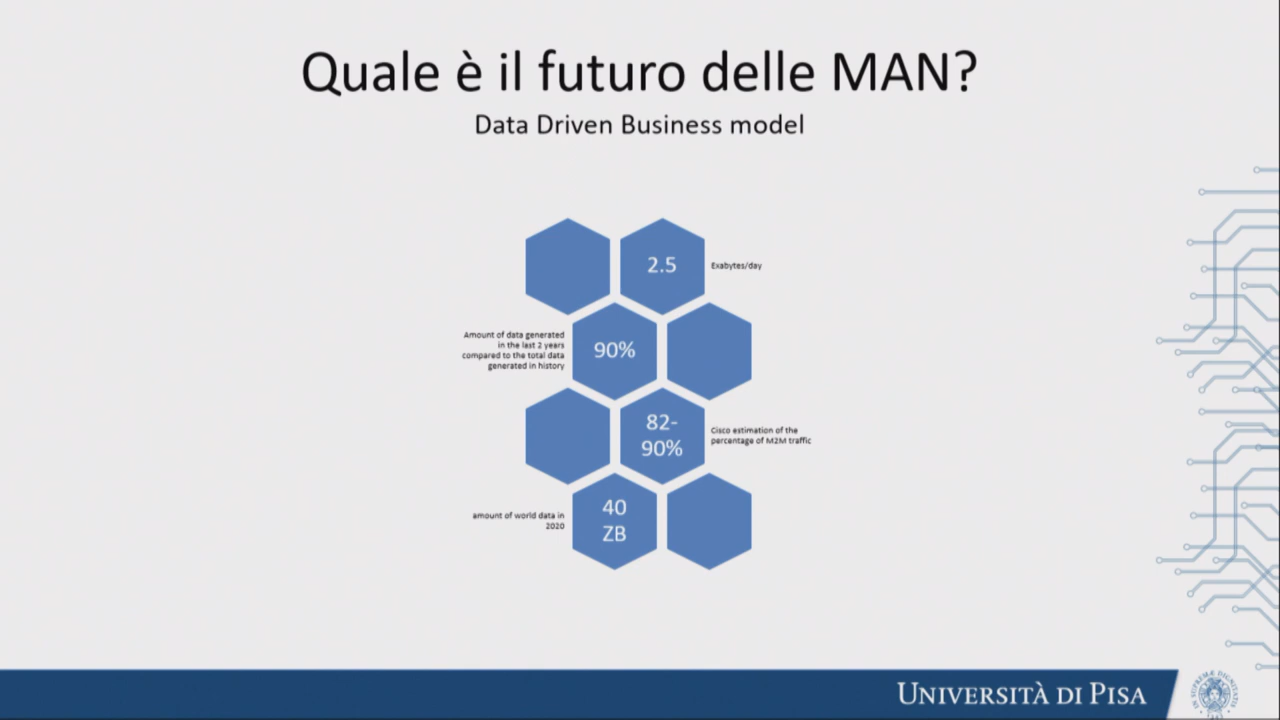 Quale è il futuro delle MAN?
Data Driven Business model
2.5
Exabytes/day
Amount of data generated
in the last 2 years
compared to the total data
generated in history
90%
82-
90%
Cisco estimation of the
percentage of M2M traffic
amount of world data in
2020
40
ZB
UNIVERSITÀ DI PISA